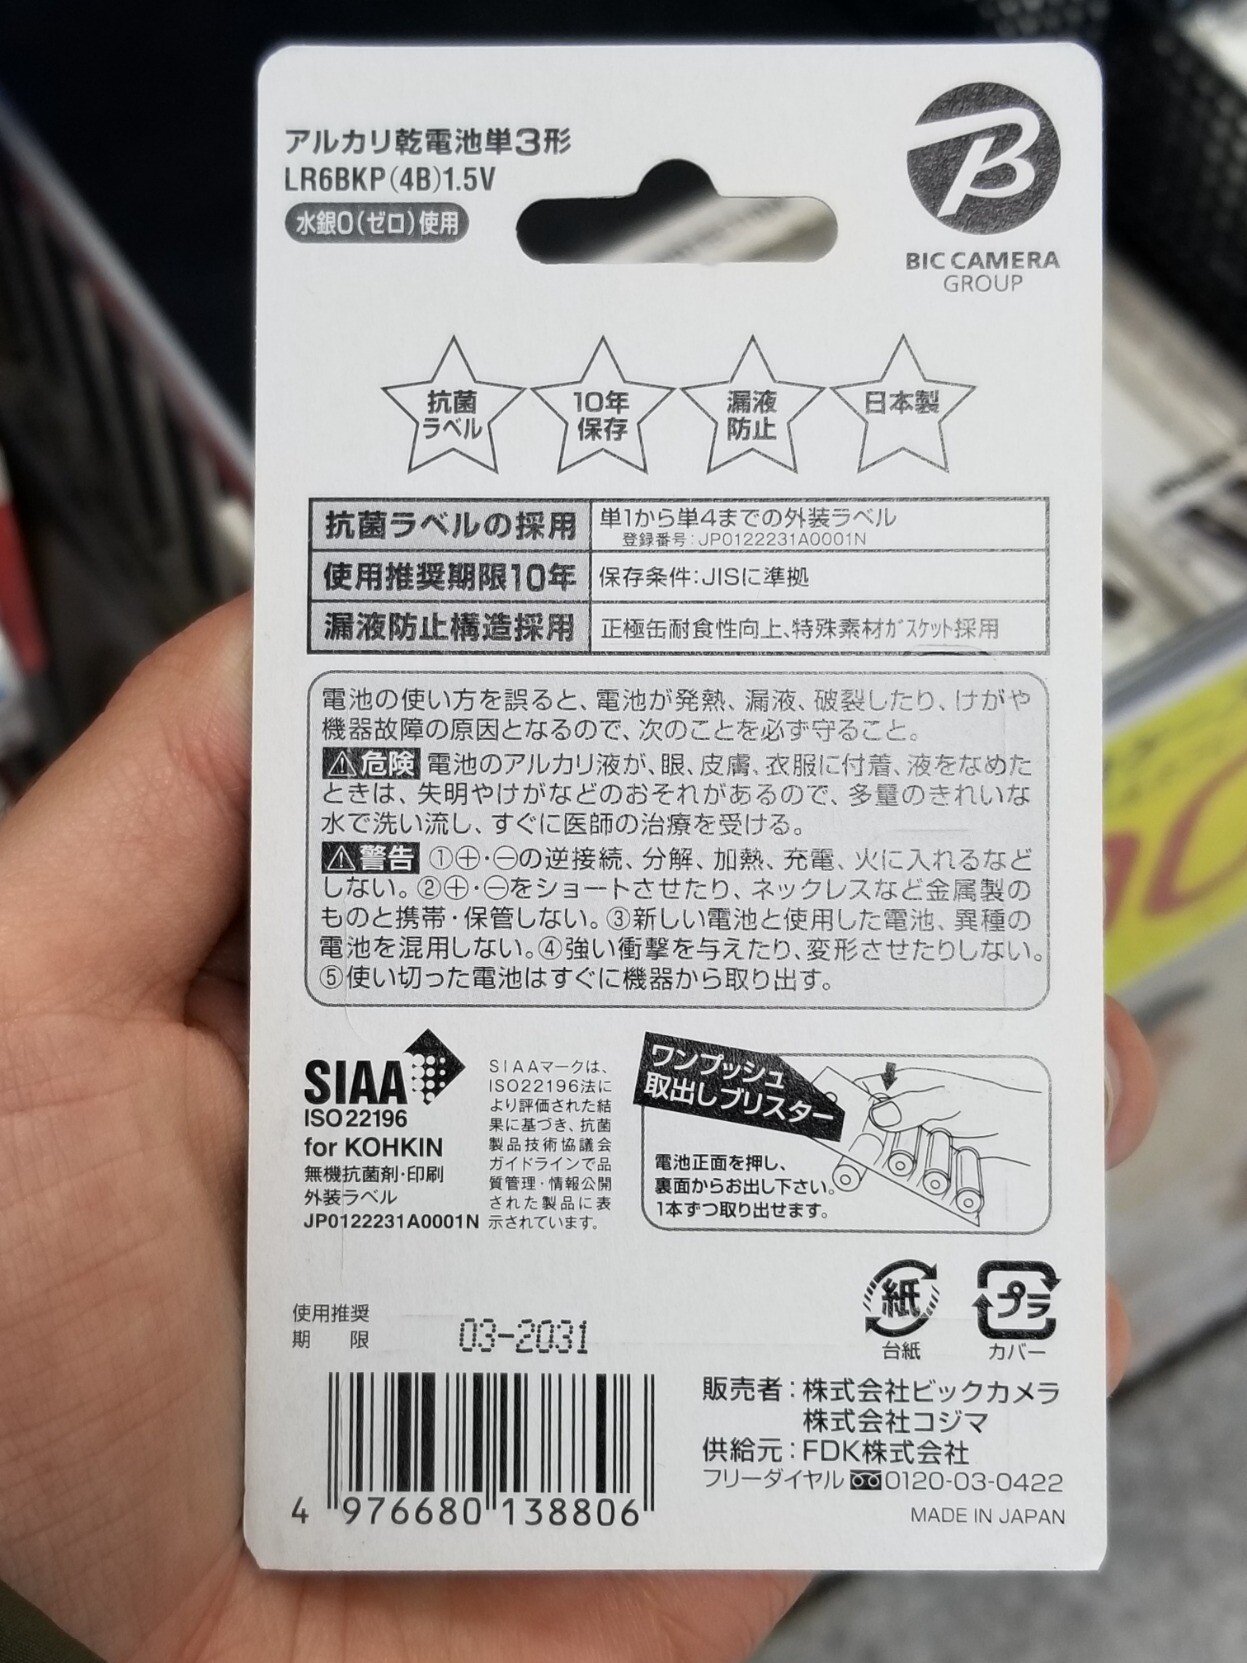 アルカリ乾電池単3形
LR6BKP(4B)1.5V
水銀0(ゼロ)使用
B
BIC CAMERA
GROUP
抗菌
ラベル
10年
保存
漏液
防止
日本製
抗菌ラベルの採用
単1から単4までの外装ラベル
登録番号:JP0122231A0001N
使用推奨期限10年
保存条件:JISに準拠
漏液防止構造採用
正極缶耐食性向上、特殊素材ガスケット採用
電池の使い方を誤ると、電池が発熱、漏液、破裂したり、けがや
機器故障の原因となるので、次のことを必ず守ること。
⚠危険 電池のアルカリ液が、眼、皮膚、衣服に付着、液をなめた
ときは、失明やけがなどのおそれがあるので、多量のきれいな
水で洗い流し、すぐに医師の治療を受ける。
⚠警告 ①⊕・⊖の逆接続、分解、加熱、充電、火に入れるなど
しない。②⊕・⊖をショートさせたり、ネックレスなど金属製の
ものと携帯・保管しない。③新しい電池と使用した電池、異種の
電池を混用しない。④強い衝撃を与えたり、変形させたりしない。
⑤使い切った電池はすぐに機器から取り出す。
SIAA
ISO 22196
for KOHKIN
無機抗菌剤・印刷
外装ラベル
JP0122231A0001N
SIAAマークは、
ISO22196法に
より評価された結
果に基づき、抗菌
製品技術協議会
ガイドラインで品
質管理・情報公開
された製品に表
示されています。
ワンプッシュ
取出しブリスター
電池正面を押し、
裏面からお出し下さい。
1本ずつ取り出せます。
紙
台紙
プラ
カバー
使用推奨
期 限
03-2031
4 976680 138806
販売者:株式会社ビックカメラ
株式会社コジマ
供給元:FDK株式会社
フリーダイヤル 0120-03-0422
MADE IN JAPAN